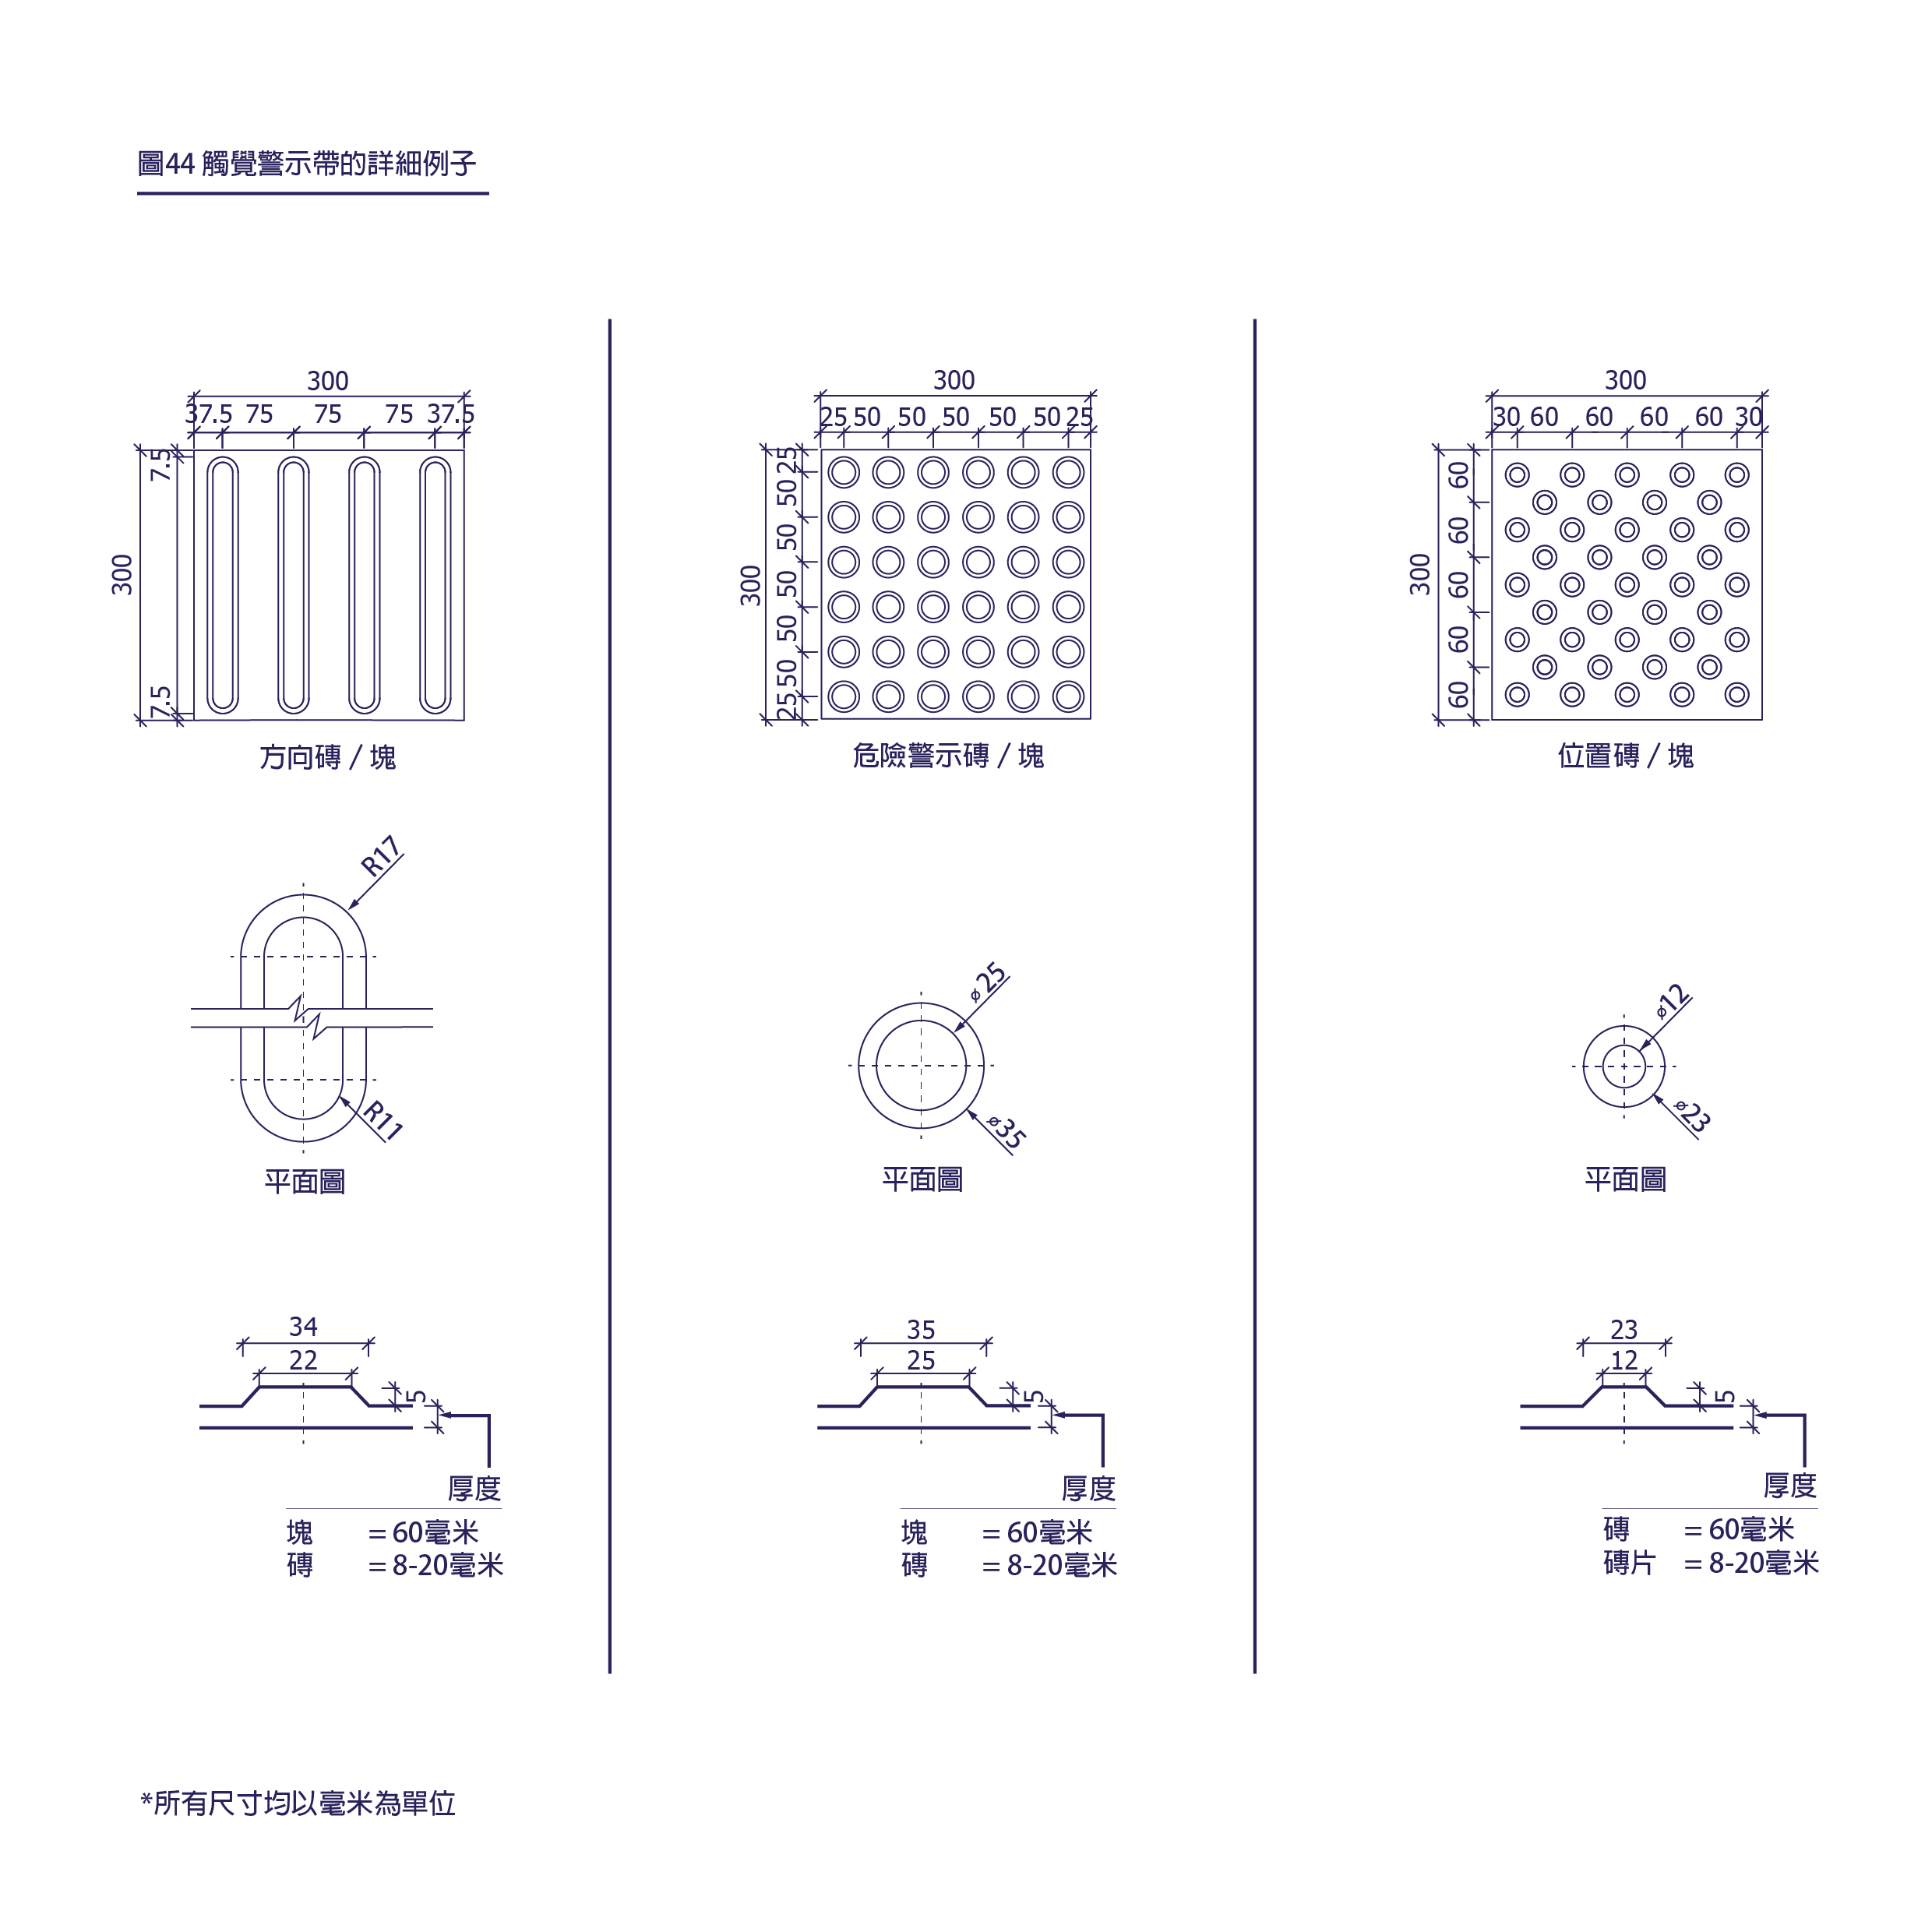 圖44 觸覺警示帶的詳細例子
300
37.5 75 75 75 37.5
7.5
300
7.5
方向磚 / 塊
R17
R11
平面圖
34
22
5
厚度
塊 = 60毫米
磚 = 8-20毫米
300
25 50 50 50 50 50 25
25
50
50
50
50
50
25
300
危險警示磚 / 塊
⌀25
⌀35
平面圖
35
25
5
厚度
塊 = 60毫米
磚 = 8-20毫米
300
30 60 60 60 60 30
60
60
60
60
60
300
位置磚 / 塊
⌀12
⌀23
平面圖
23
12
5
厚度
磚 = 60毫米
磚片 = 8-20毫米
*所有尺寸均以毫米為單位